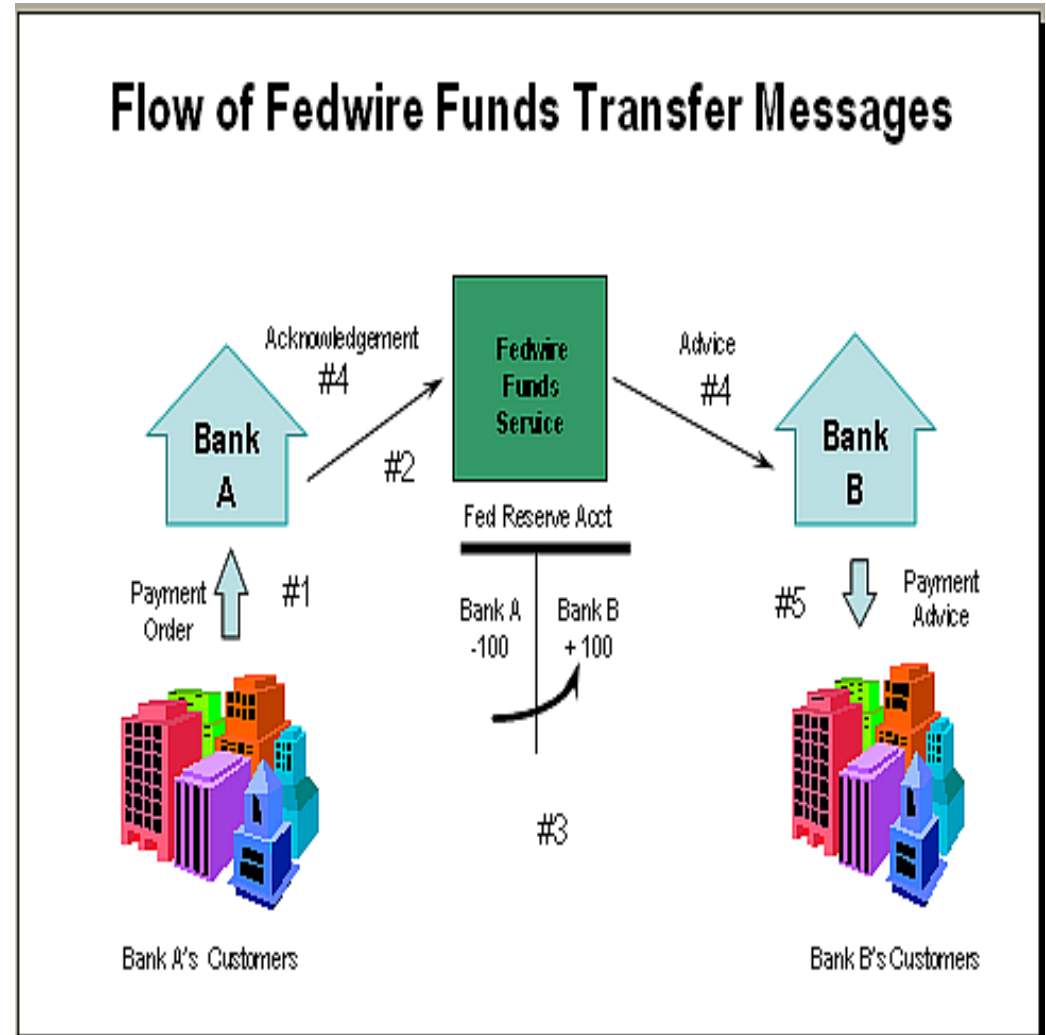 Flow of Fedwire Funds Transfer Messages
Acknowledgement
#4
Fedwire
Funds
Service
Advice
#4
Bank
A
#2
Bank
B
Fed Reserve Acct
Payment
Order
#1
Bank A
-100
Bank B
+ 100
#5
Payment
Advice
#3
Bank A's Customers
Bank B's Customers